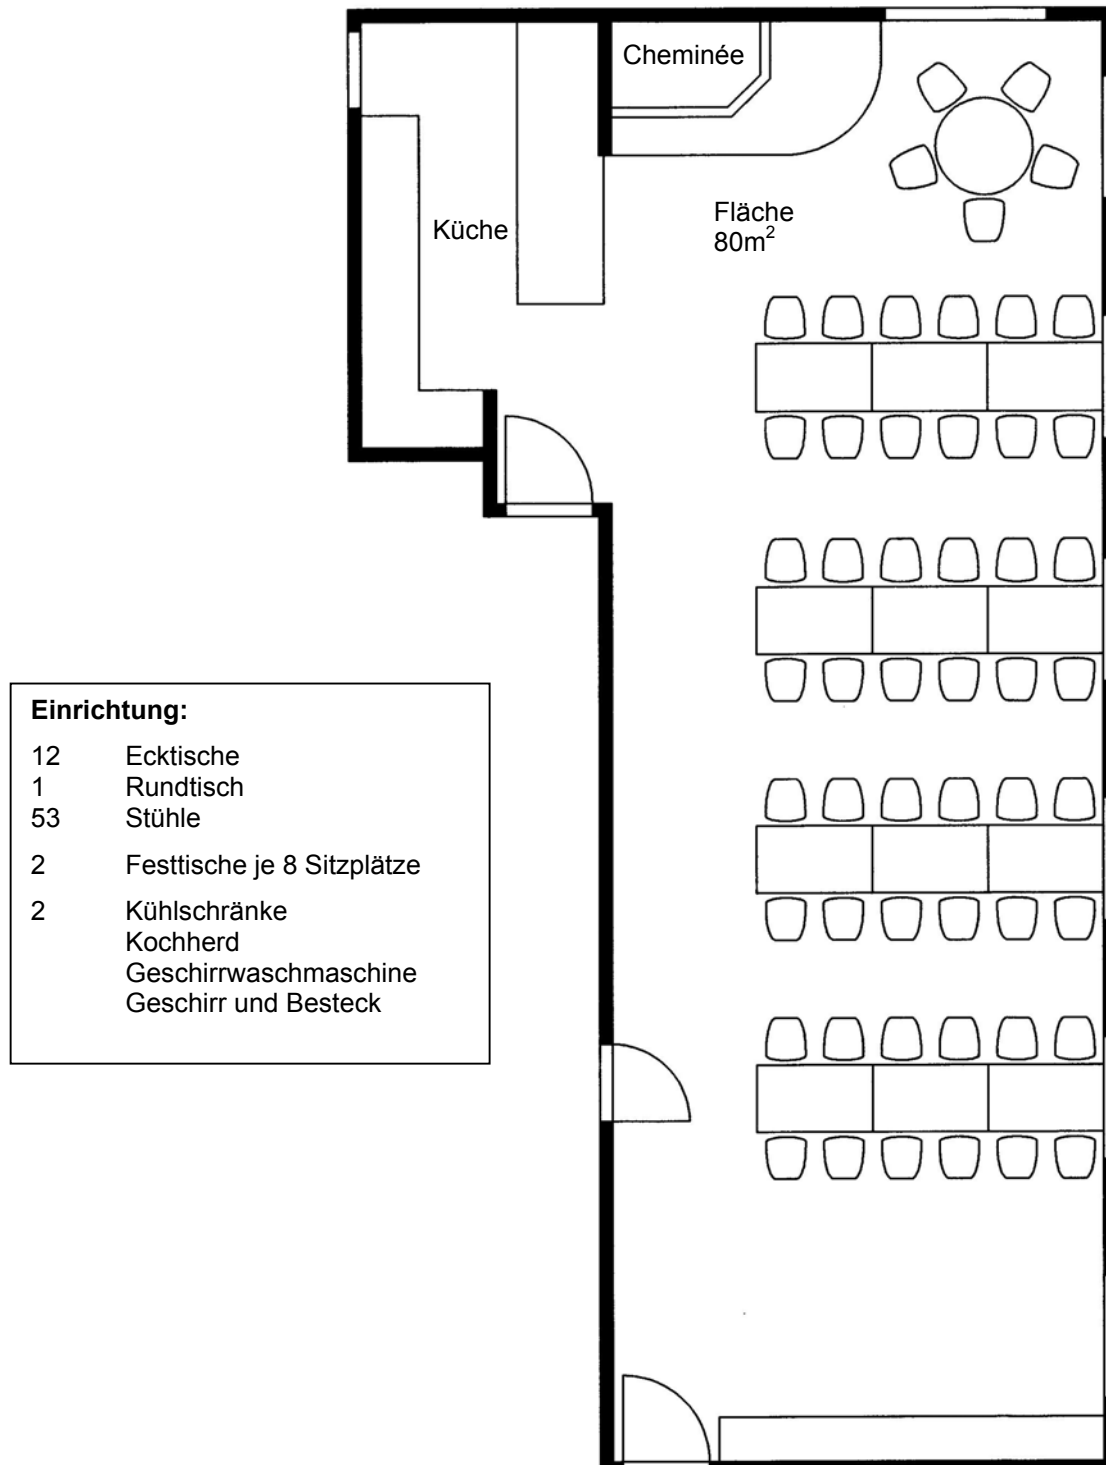 Cheminée
Küche
Fläche
80m²
Einrichtung:
12 Ecktische
1 Rundtisch
53 Stühle
2 Festtische je 8 Sitzplätze
2 Kühlschränke
Kochherd
Geschirrwaschmaschine
Geschirr und Besteck